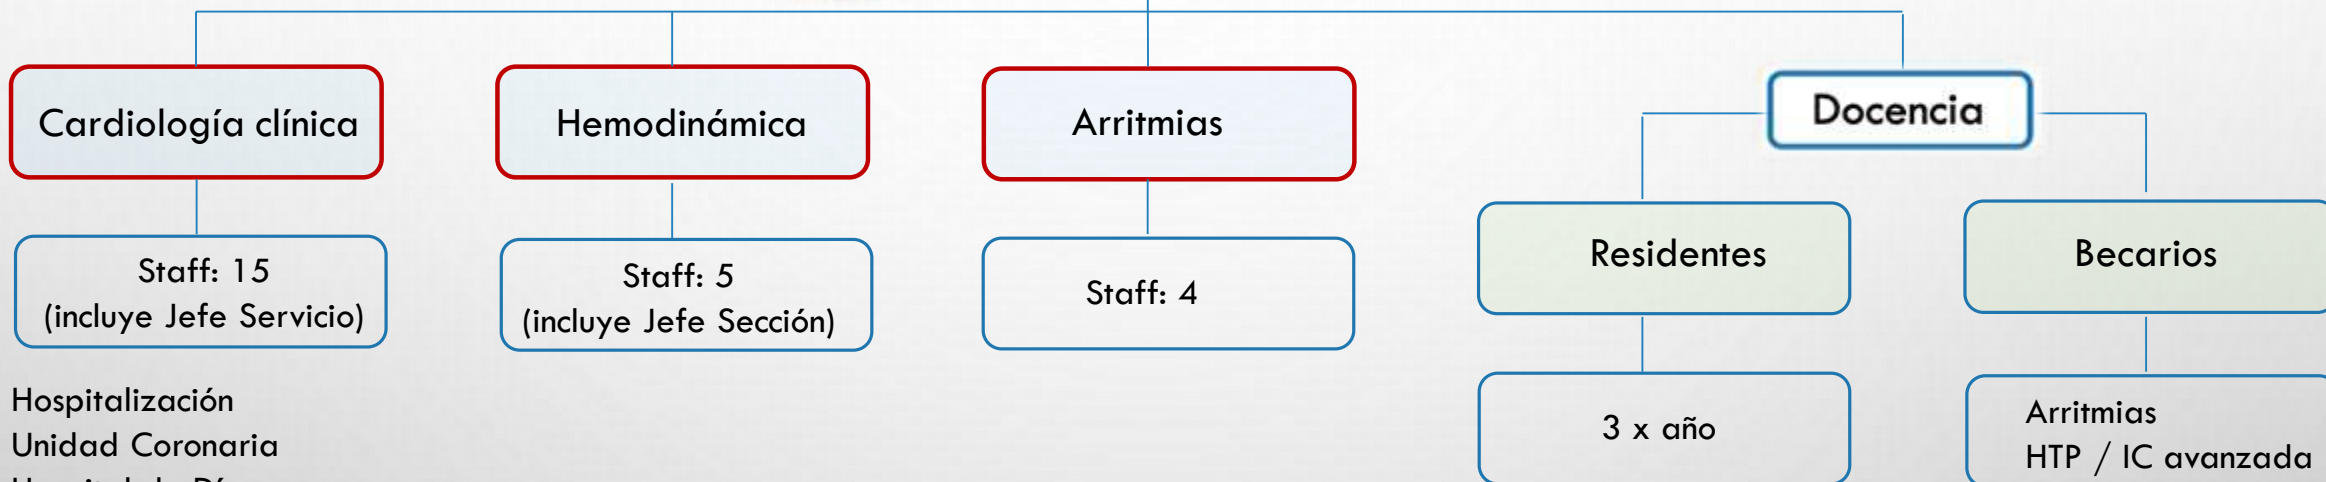 Cardiología clínica
Hemodinámica
Arritmias
Docencia
Staff: 15
(incluye Jefe Servicio)
Staff: 5
(incluye Jefe Sección)
Staff: 4
Residentes
Becarios
3 x año
Arritmias
HTP / IC avanzada
Hospitalización
Unidad Coronaria